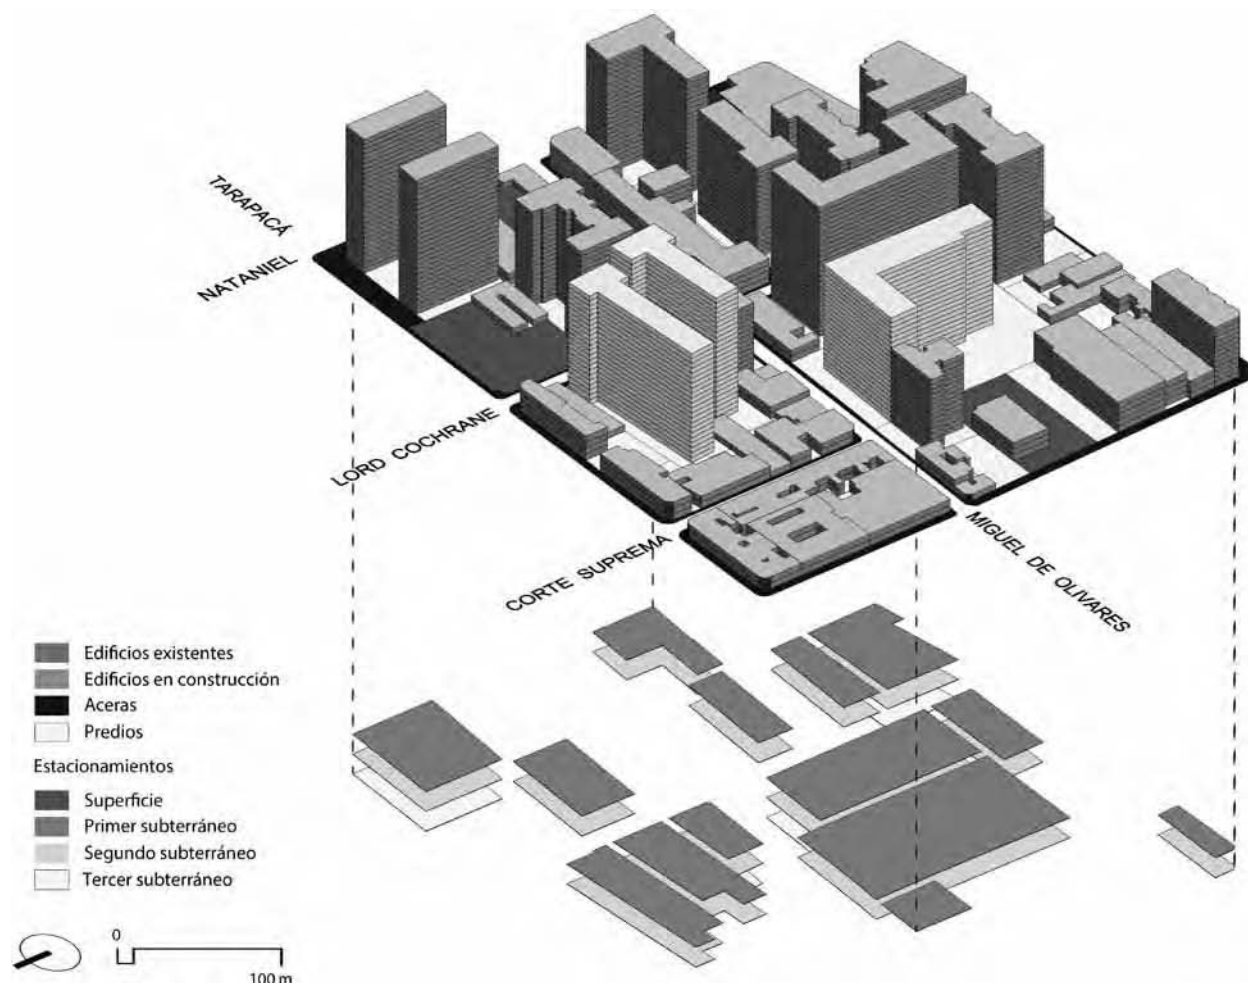 TARAPACÁ
NATANIEL
LORD COCHRANE
CORTE SUPREMA
MIGUEL DE OLIVARES
Edificios existentes
Edificios en construcción
Aceras
Predios
Estacionamientos
Superficie
Primer subterráneo
Segundo subterráneo
Tercer subterráneo
0
100 m